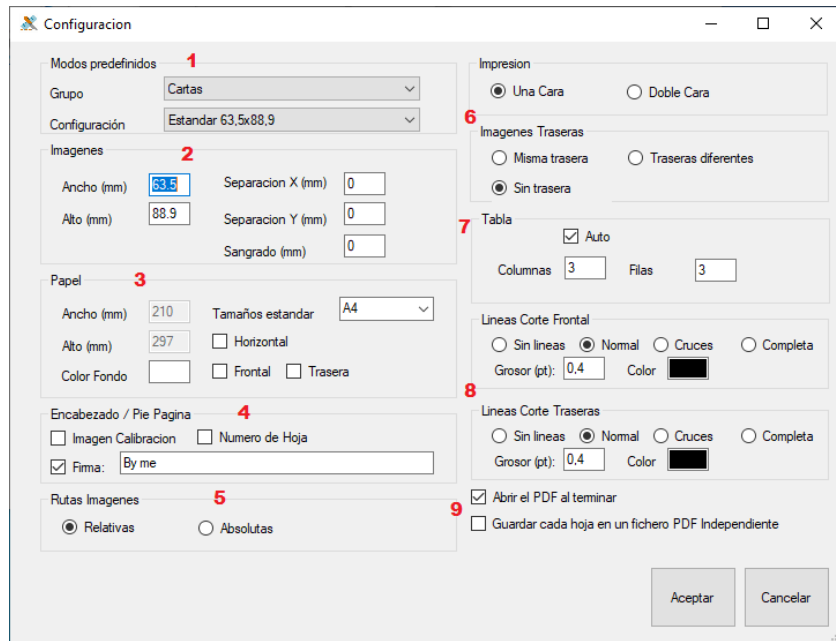 Configuracion
Modos predefinidos 1
Grupo Cartas
Configuración Estandar 63,5x88,9
Imagenes 2
Ancho (mm) 63.5 Separacion X (mm) 0
Alto (mm) 88.9 Separacion Y (mm) 0
Sangrado (mm) 0
Papel 3
Ancho (mm) 210 Tamaños estandar A4
Alto (mm) 297 Horizontal
Color Fondo Frontal Trasera
Encabezado / Pie Pagina 4
Imagen Calibracion Numero de Hoja
Firma: By me
Rutas Imagenes 5
Relativas Absolutas
Impresion
Una Cara Doble Cara
6
Imagenes Traseras
Misma trasera Traseras diferentes
Sin trasera
7 Tabla
Auto
Columnas 3 Filas 3
Lineas Corte Frontal
Sin lineas Normal Cruces Completa
Grosor (pt): 0,4 Color
8
Lineas Corte Traseras
Sin lineas Normal Cruces Completa
Grosor (pt): 0,4 Color
9 Abrir el PDF al terminar
Guardar cada hoja en un fichero PDF Independiente
Aceptar Cancelar